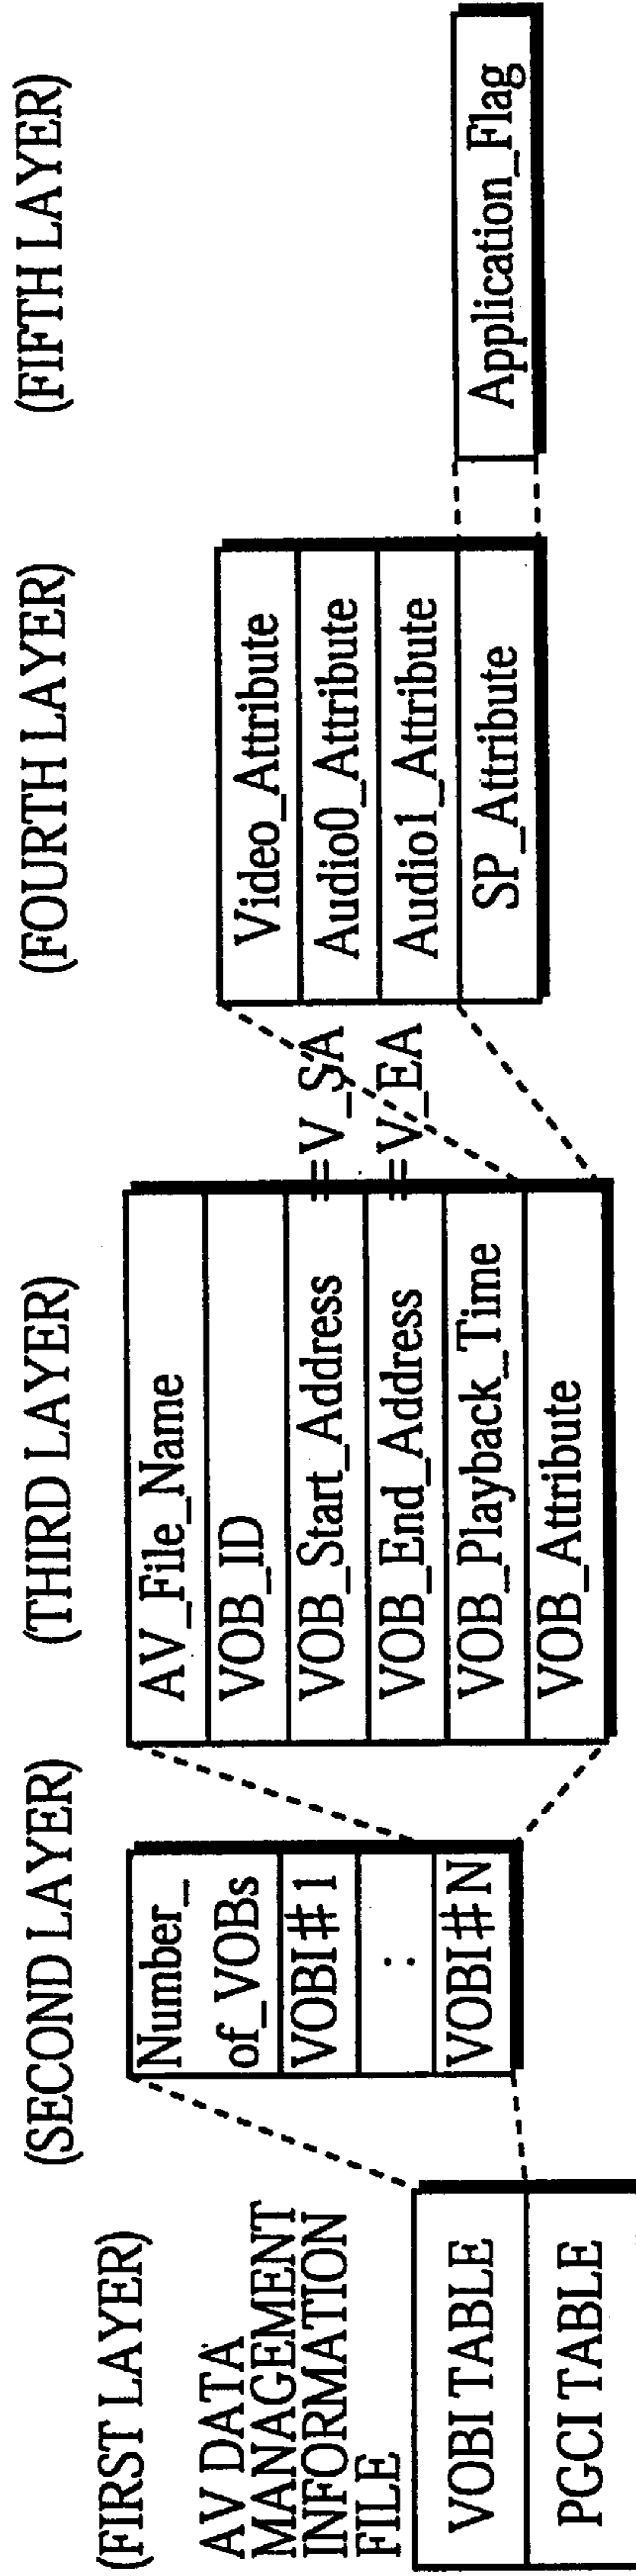 (FIRST LAYER)
AV DATA
MANAGEMENT
INFORMATION
FILE
VOBI TABLE
PGCI TABLE
(SECOND LAYER)
Number_
of_VOBs
VOBI#1
:
VOBI#N
(THIRD LAYER)
AV_File_Name
VOB_ID
VOB_Start_Address
=V_SA
VOB_End_Address
=V_EA
VOB_Playback_Time
VOB_Attribute
(FOURTH LAYER)
Video_Attribute
Audio0_Attribute
Audio1_Attribute
SP_Attribute
(FIFTH LAYER)
Application_Flag